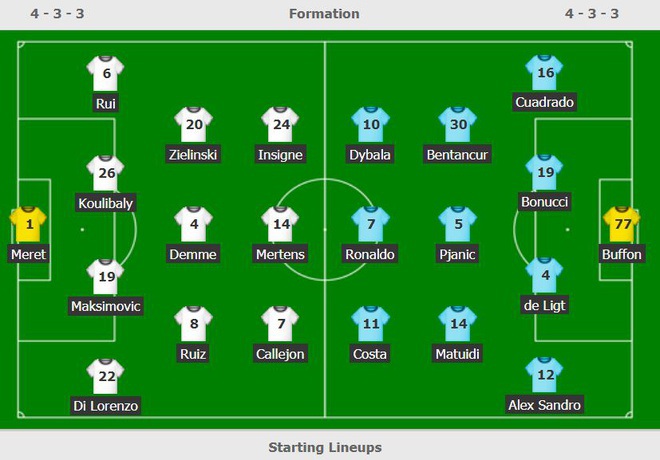 4 - 3 - 3 Formation 4 - 3 - 3
6
Rui
16
Cuadrado
20
Zielinski
24
Insigne
10
Dybala
30
Bentancur
26
Koulibaly
19
Bonucci
1
Meret
4
Demme
14
Mertens
7
Ronaldo
5
Pjanic
77
Buffon
19
Maksimovic
4
de Ligt
8
Ruiz
7
Callejon
11
Costa
14
Matuidi
22
Di Lorenzo
12
Alex Sandro
Starting Lineups